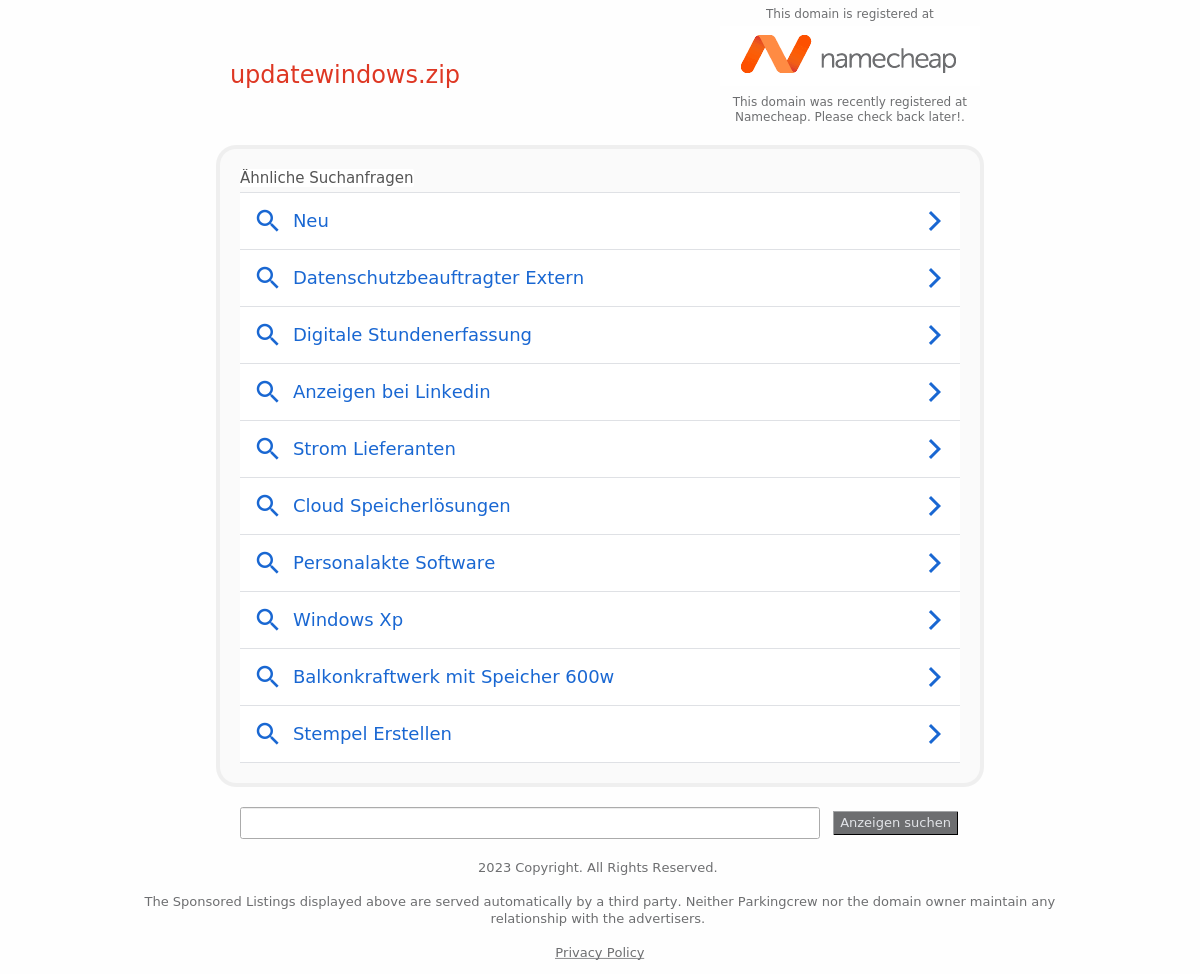 This domain is registered at
namecheap
updatewindows.zip
This domain was recently registered at
Namecheap. Please check back later!.
Ähnliche Suchanfragen
Neu
Datenschutzbeauftragter Extern
Digitale Stundenerfassung
Anzeigen bei Linkedin
Strom Lieferanten
Cloud Speicherlösungen
Personalakte Software
Windows Xp
Balkonkraftwerk mit Speicher 600w
Stempel Erstellen
Anzeigen suchen
2023 Copyright. All Rights Reserved.
The Sponsored Listings displayed above are served automatically by a third party. Neither Parkingcrew nor the domain owner maintain any
relationship with the advertisers.
Privacy Policy